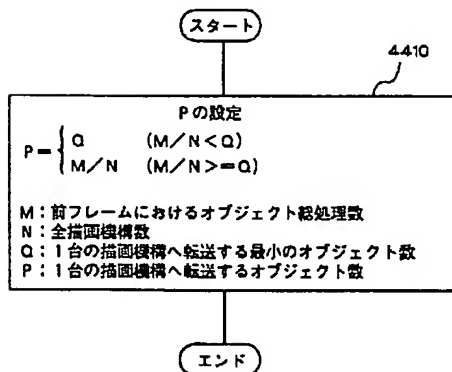 スタート
4410
Pの設定
P= Q (M/N<Q)
M/N (M/N>=Q)
M:前フレームにおけるオブジェクト総処理数
N:全描画機構数
Q:1台の描画機構へ転送する最小のオブジェクト数
P:1台の描画機構へ転送するオブジェクト数
エンド